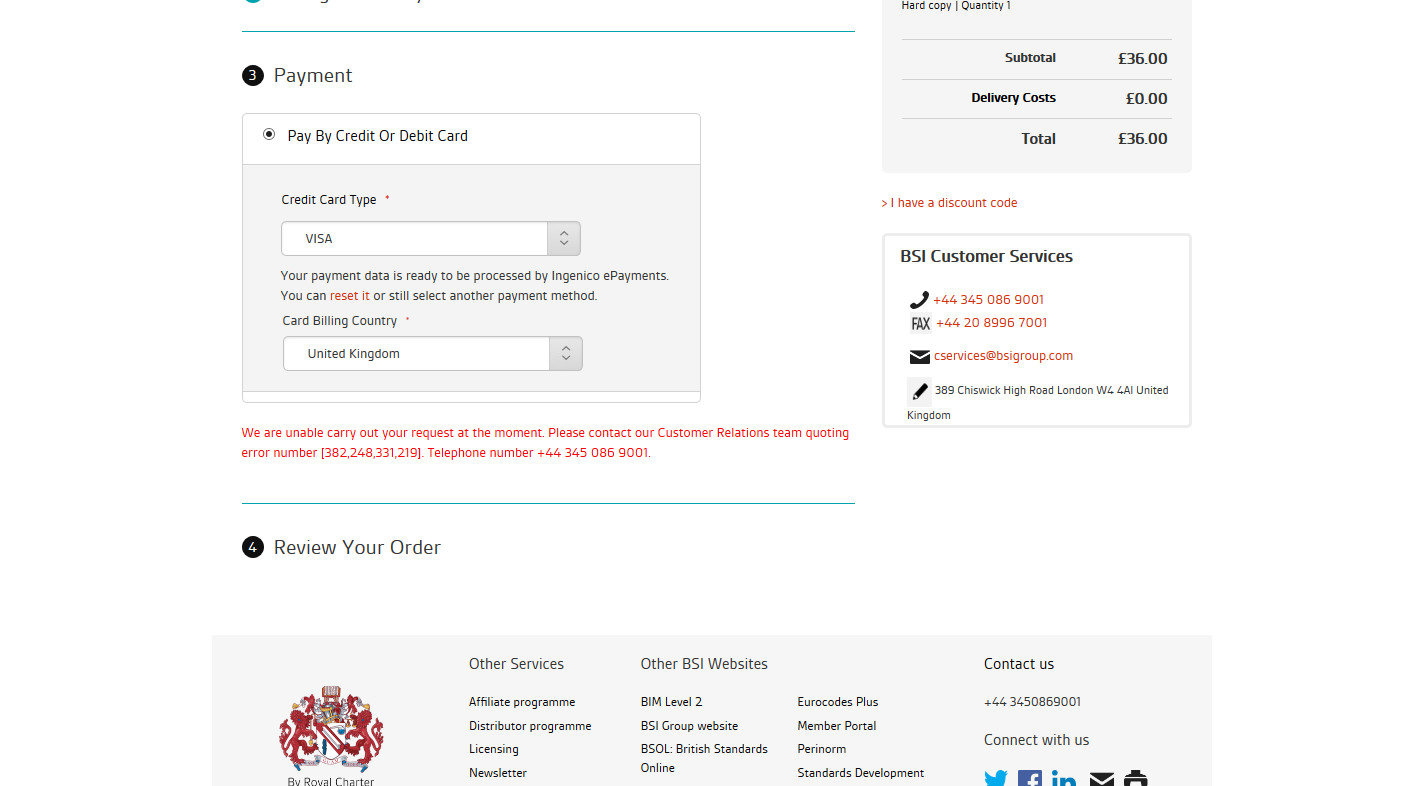 Hard copy | Quantity 1
Subtotal £36.00
Delivery Costs £0.00
Total £36.00
3 Payment
Pay By Credit Or Debit Card
Credit Card Type *
VISA
Your payment data is ready to be processed by Ingenico ePayments.
You can reset it or still select another payment method.
Card Billing Country *
United Kingdom
We are unable carry out your request at the moment. Please contact our Customer Relations team quoting
error number [382,248,331,219]. Telephone number +44 345 086 9001.
> I have a discount code
BSI Customer Services
+44 345 086 9001
FAX +44 20 8996 7001
cservices@bsigroup.com
389 Chiswick High Road London W4 4Al United
Kingdom
4 Review Your Order
By Royal Charter
Other Services
Affiliate programme
Distributor programme
Licensing
Newsletter
Other BSI Websites
BIM Level 2
BSI Group website
BSOL: British Standards
Online
Eurocodes Plus
Member Portal
Perinorm
Standards Development
Contact us
+44 3450869001
Connect with us